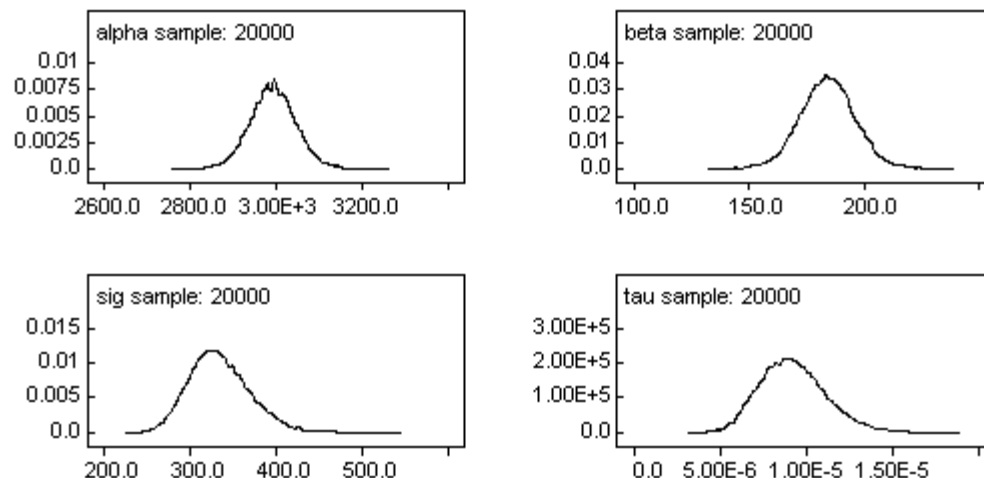 alpha sample: 20000
0.01
0.0075
0.005
0.0025
0.0
2600.0 2800.0 3.00E+3 3200.0
beta sample: 20000
0.04
0.03
0.02
0.01
0.0
100.0 150.0 200.0
sig sample: 20000
0.015
0.01
0.005
0.0
200.0 300.0 400.0 500.0
tau sample: 20000
3.00E+5
2.00E+5
1.00E+5
0.0
0.0 5.00E-6 1.00E-5 1.50E-5